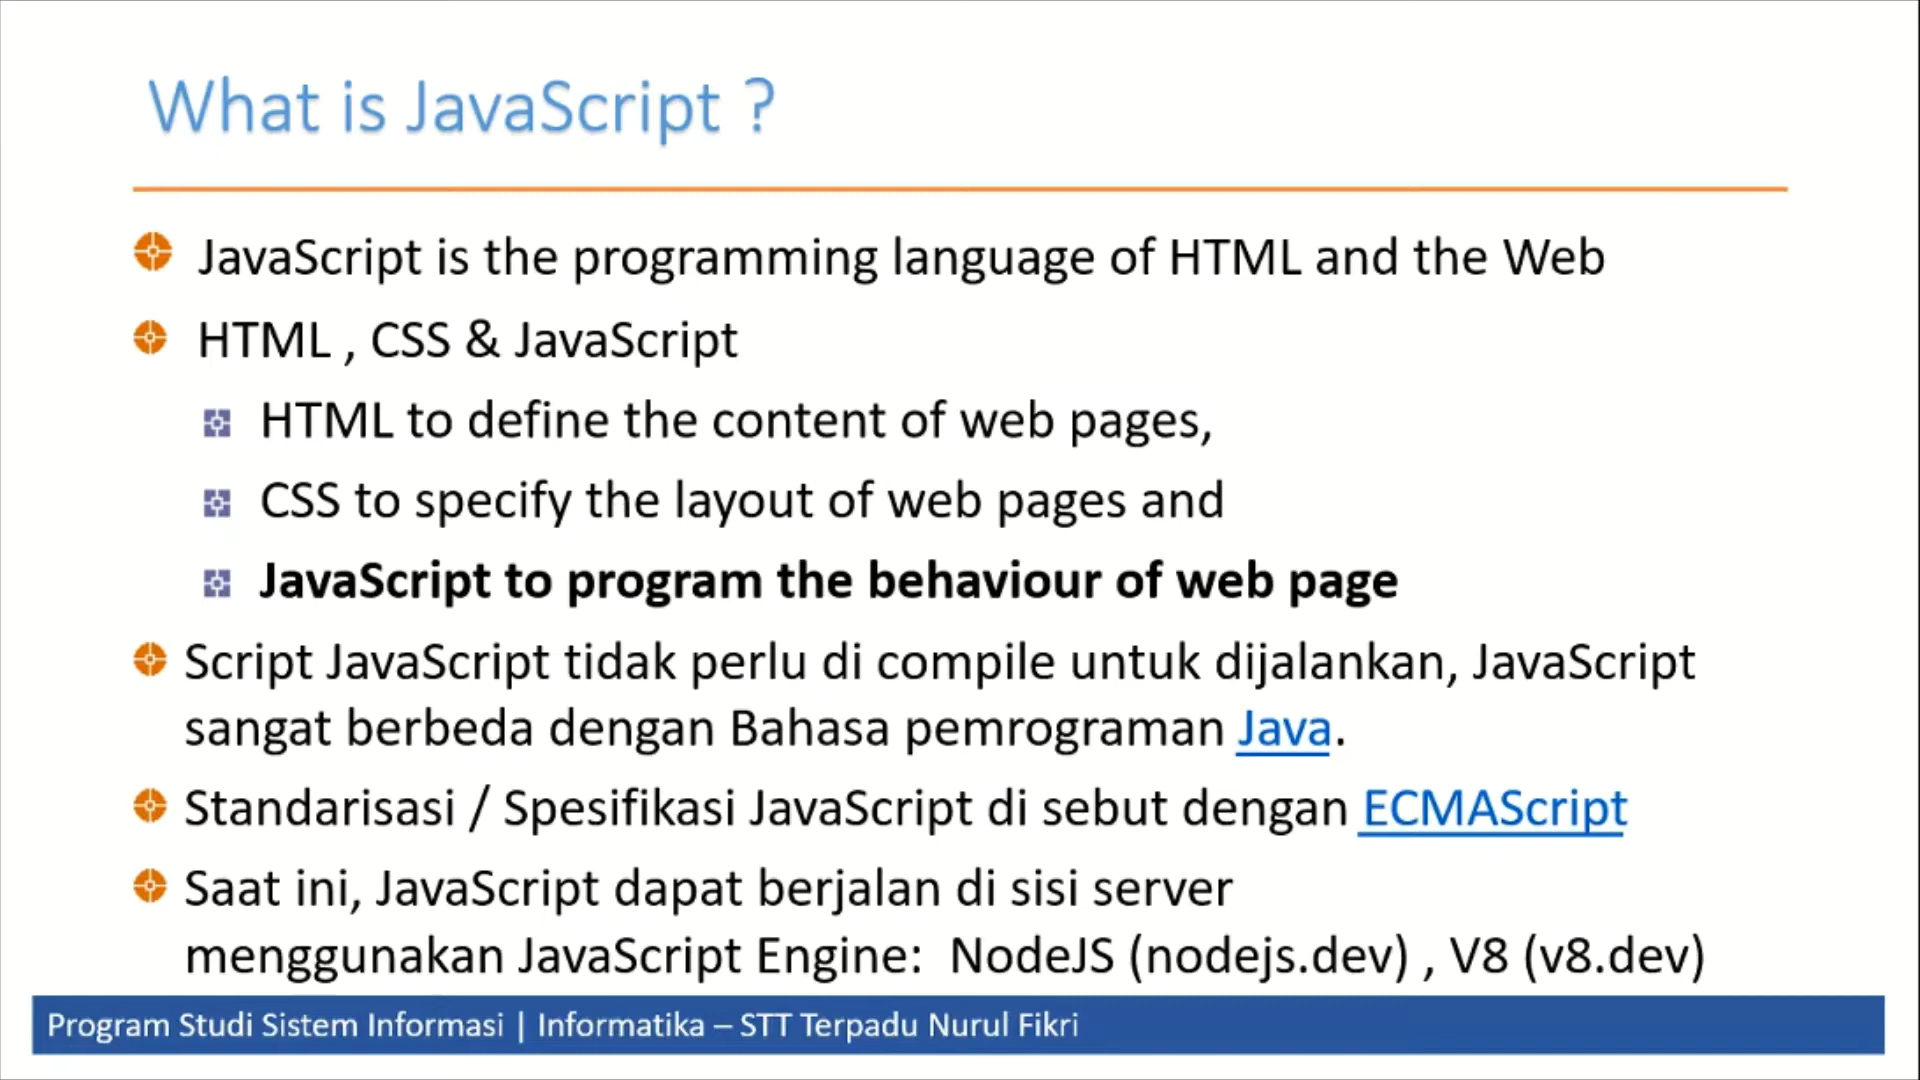 What is JavaScript ?
JavaScript is the programming language of HTML and the Web
HTML , CSS & JavaScript
HTML to define the content of web pages,
CSS to specify the layout of web pages and
JavaScript to program the behaviour of web page
Script JavaScript tidak perlu di compile untuk dijalankan, JavaScript
sangat berbeda dengan Bahasa pemrograman Java.
Standarisasi / Spesifikasi JavaScript di sebut dengan ECMAScript
Saat ini, JavaScript dapat berjalan di sisi server
menggunakan JavaScript Engine: NodeJS (nodejs.dev) , V8 (v8.dev)
Program Studi Sistem Informasi | Informatika – STT Terpadu Nurul Fikri